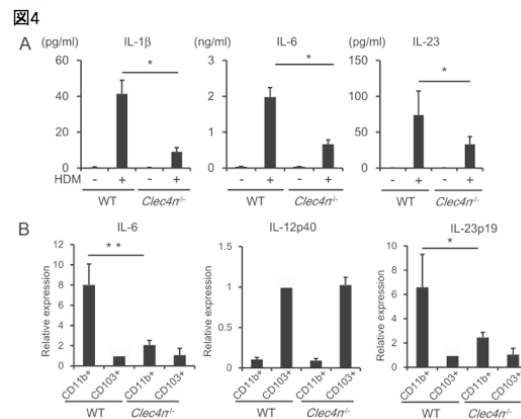 図4
A (pg/ml) IL-1β (ng/ml) IL-6 (pg/ml) IL-23
60 3 150
* * *
40 2 100
20 1 50
0 0 0
HDM - + - + - + - + - + - +
WT Clec4n-/- WT Clec4n-/- WT Clec4n-/-
B IL-6 IL-12p40 IL-23p19
10 1.5 10
** *
8 8
6 1 6
4 0.5 4
2 2
0 0 0
Relative expression Relative expression Relative expression
CD11b+ CD103+ CD11b+ CD103+ CD11b+ CD103+ CD11b+ CD103+ CD11b+ CD103+ CD11b+ CD103+
WT Clec4n-/- WT Clec4n-/- WT Clec4n-/-